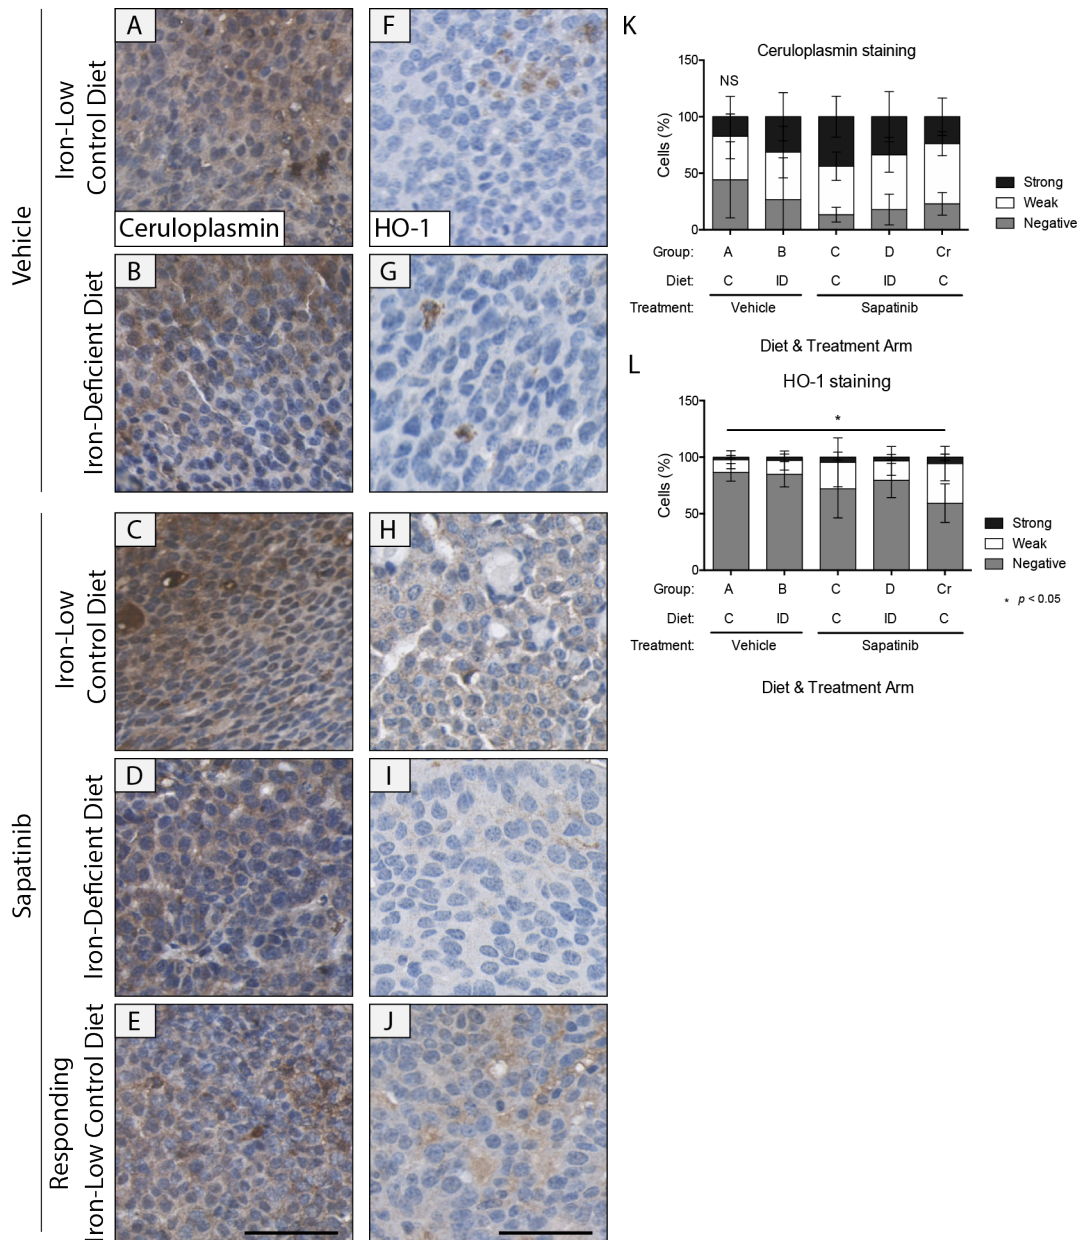 Vehicle
Iron-Low
Control Diet
A
Ceruloplasmin
F
HO-1
Iron-Deficient Diet
B
G
Sapatinib
Iron-Low
Control Diet
C
H
Iron-Deficient Diet
D
I
Responding
Iron-Low Control Diet
E
J
K
Ceruloplasmin staining
150
100
50
0
Cells (%)
NS
Strong
Weak
Negative
Group: A B C D Cr
Diet: C ID C ID C
Treatment: Vehicle Sapatinib
Diet & Treatment Arm
L
HO-1 staining
150
100
50
0
Cells (%)
*
Strong
Weak
Negative
* p < 0.05
Group: A B C D Cr
Diet: C ID C ID C
Treatment: Vehicle Sapatinib
Diet & Treatment Arm